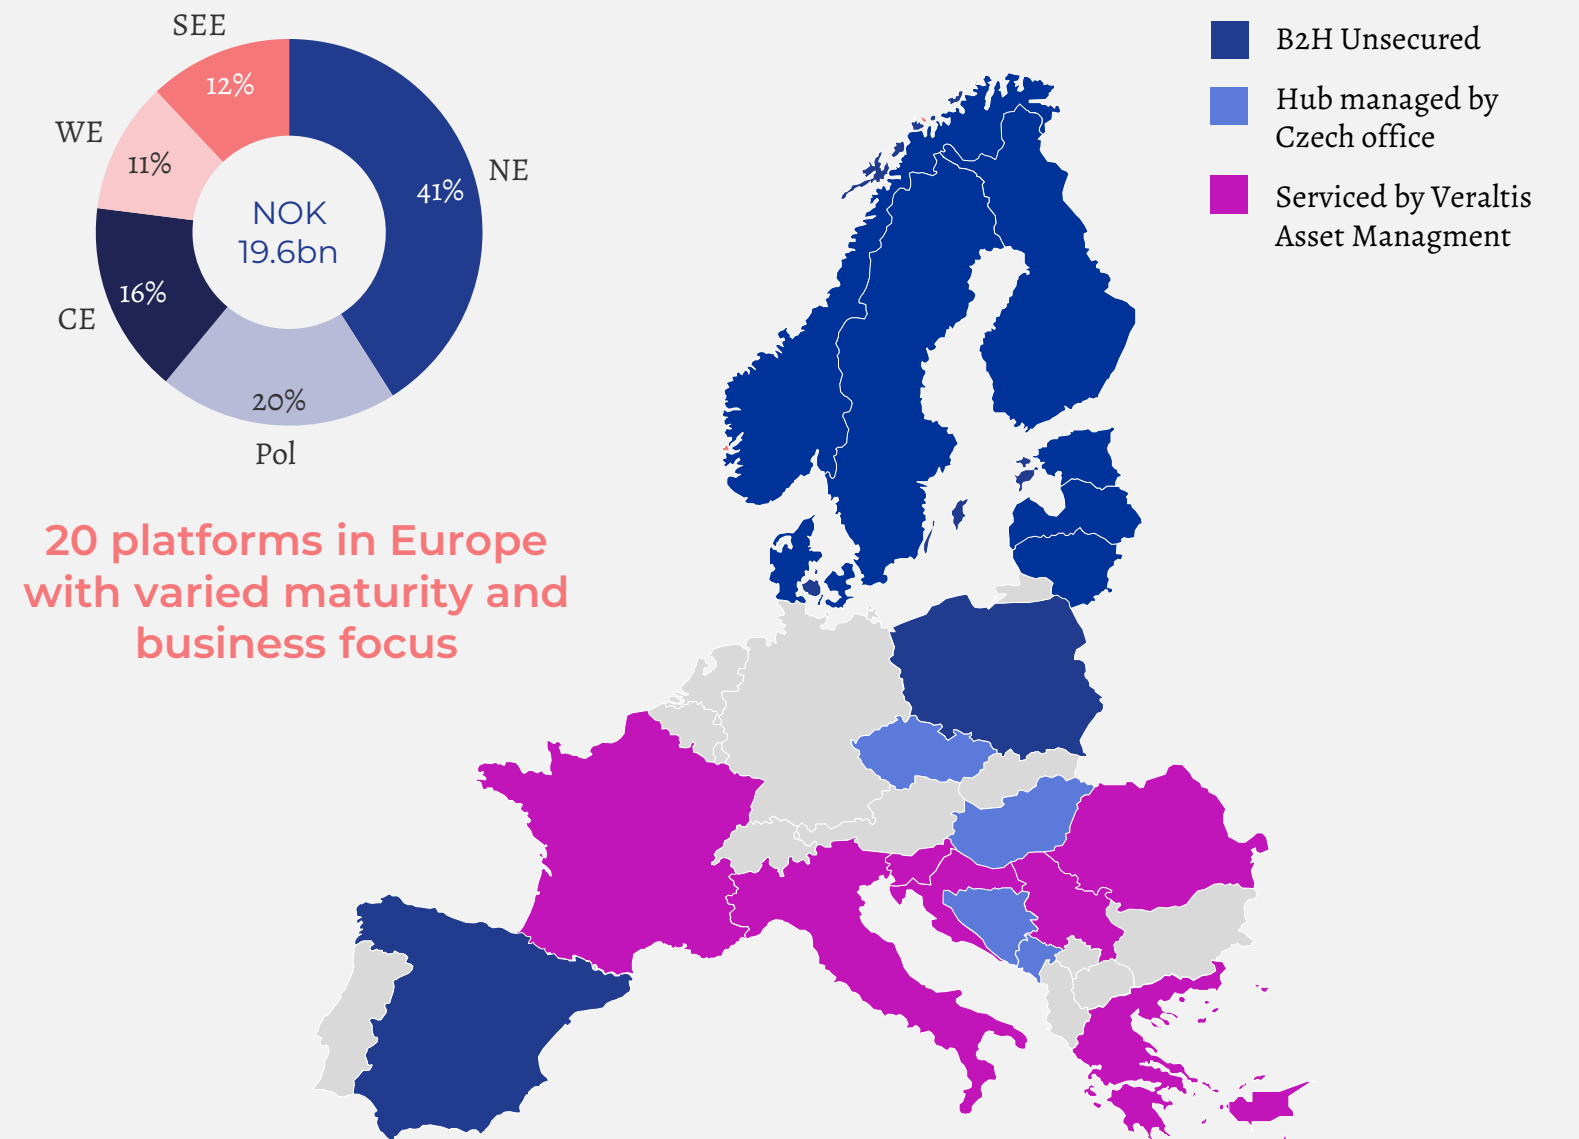 SEE
12%
WE
11%
NE
41%
NOK
19.6bn
16%
CE
20%
Pol
20 platforms in Europe
with varied maturity and
business focus
B2H Unsecured
Hub managed by
Czech office
Serviced by Veraltis
Asset Managment